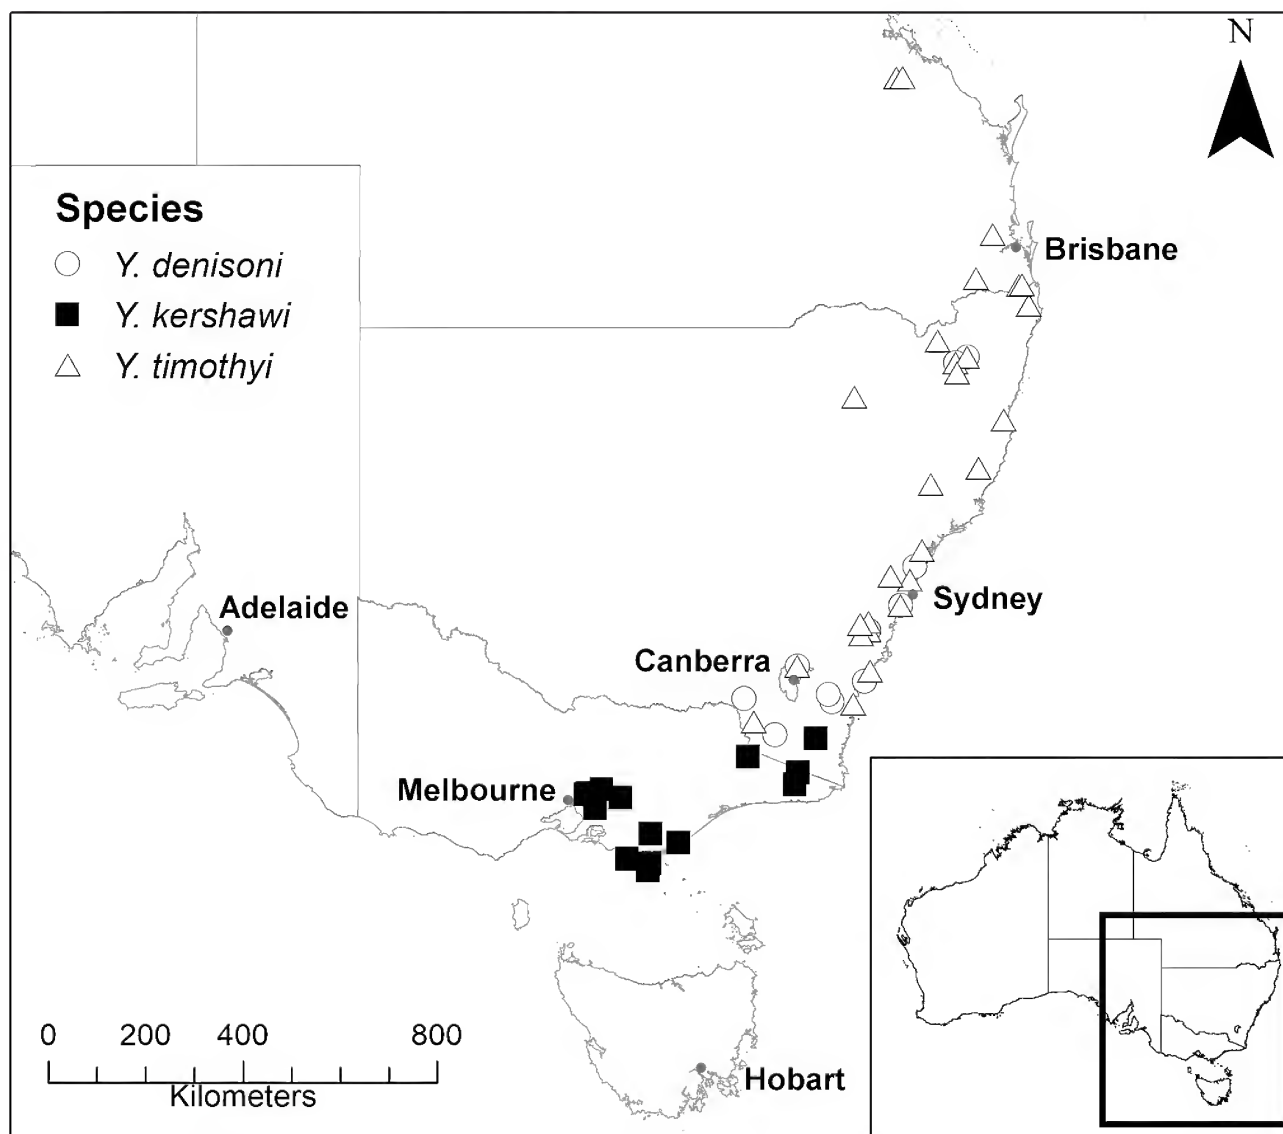 N
Species
Y. denisoni
Y. kershawi
Y. timothyi
Brisbane
Adelaide
Sydney
Canberra
Melbourne
0 200 400 800
Kilometers
Hobart